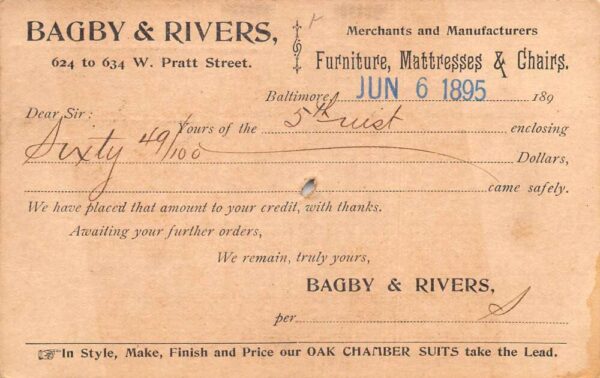 BAGBY & RIVERS,
624 to 634 W. Pratt Street.
Merchants and Manufacturers
Furniture, Mattresses & Chairs.
Baltimore, JUN 6 1895 189
Dear Sir:
Yours of the 5th inst enclosing
Sixty 49/100 Dollars,
came safely.
We have placed that amount to your credit, with thanks.
Awaiting your further orders,
We remain, truly yours,
BAGBY & RIVERS,
per S
☞In Style, Make, Finish and Price our OAK CHAMBER SUITS take the Lead.